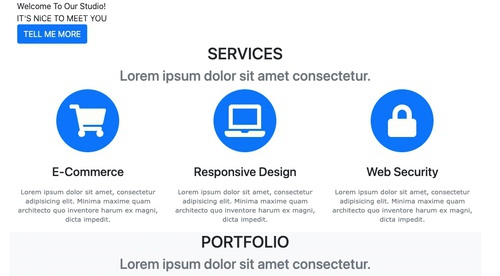 Welcome To Our Studio!
IT'S NICE TO MEET YOU
TELL ME MORE
SERVICES
Lorem ipsum dolor sit amet consectetur.
E-Commerce
Lorem ipsum dolor sit amet, consectetur
adipisicing elit. Minima maxime quam
architecto quo inventore harum ex magni,
dicta impedit.
Responsive Design
Lorem ipsum dolor sit amet, consectetur
adipisicing elit. Minima maxime quam
architecto quo inventore harum ex magni,
dicta impedit.
Web Security
Lorem ipsum dolor sit amet, consectetur
adipisicing elit. Minima maxime quam
architecto quo inventore harum ex magni,
dicta impedit.
PORTFOLIO
Lorem ipsum dolor sit amet consectetur.